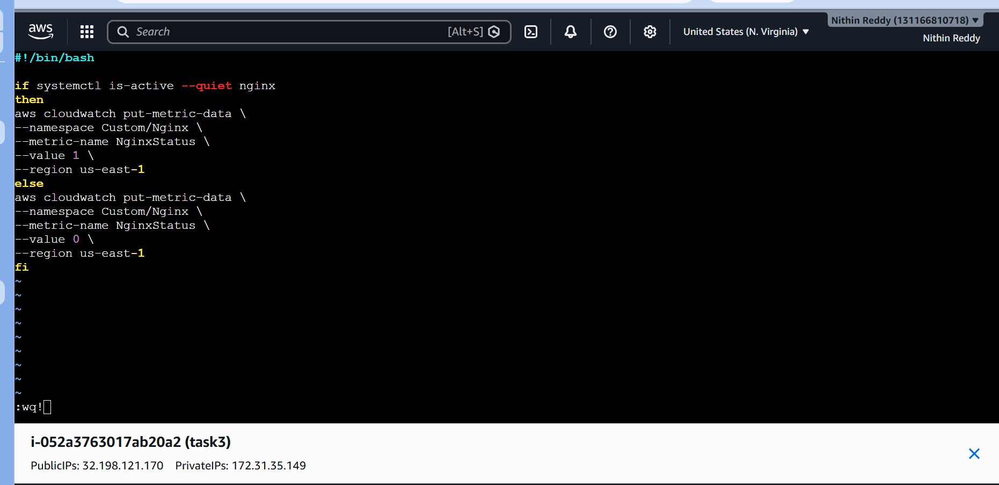 aws
Search [Alt+S]
United States (N. Virginia) ▼
Nithin Reddy (131166810718) ▼
Nithin Reddy
#!/bin/bash
if systemctl is-active --quiet nginx
then
aws cloudwatch put-metric-data \
--namespace Custom/Nginx \
--metric-name NginxStatus \
--value 1 \
--region us-east-1
else
aws cloudwatch put-metric-data \
--namespace Custom/Nginx \
--metric-name NginxStatus \
--value 0 \
--region us-east-1
fi
~
~
~
~
~
~
~
~
~
:wq!
i-052a3763017ab20a2 (task3)
PublicIPs: 32.198.121.170 PrivateIPs: 172.31.35.149